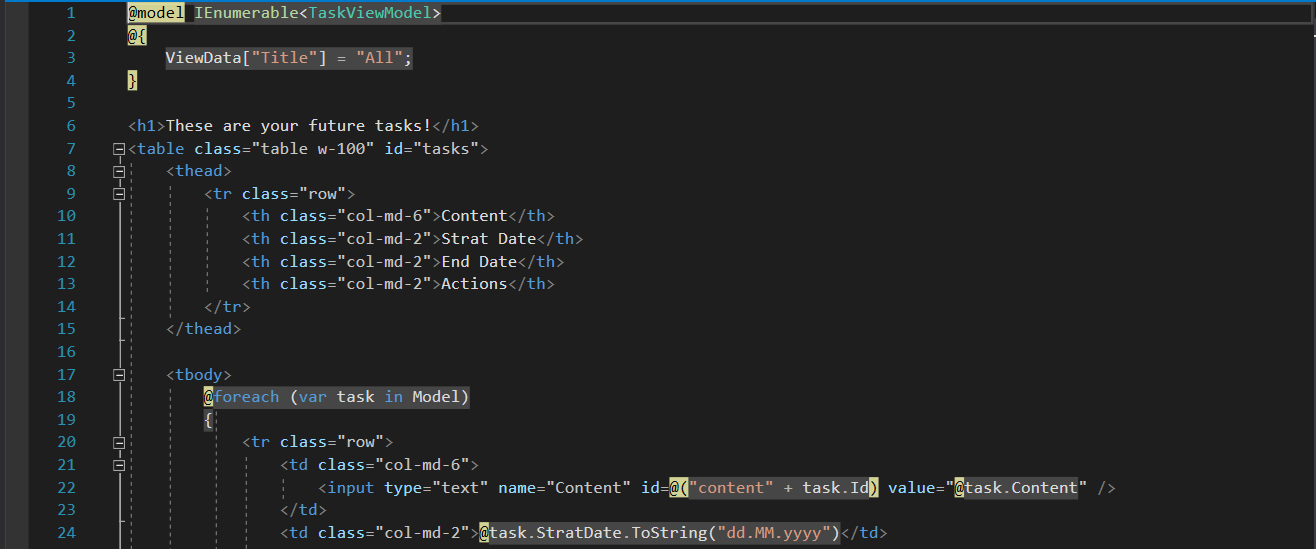 1 @model IEnumerable<TaskViewModel>
2 @{
3 ViewData["Title"] = "All";
4 }
5
6 <h1>These are your future tasks!</h1>
7 <table class="table w-100" id="tasks">
8 <thead>
9 <tr class="row">
10 <th class="col-md-6">Content</th>
11 <th class="col-md-2">Strat Date</th>
12 <th class="col-md-2">End Date</th>
13 <th class="col-md-2">Actions</th>
14 </tr>
15 </thead>
16
17 <tbody>
18 @foreach (var task in Model)
19 {
20 <tr class="row">
21 <td class="col-md-6">
22 <input type="text" name="Content" id=@("content" + task.Id) value="@task.Content" />
23 </td>
24 <td class="col-md-2">@task.StratDate.ToString("dd.MM.yyyy")</td>